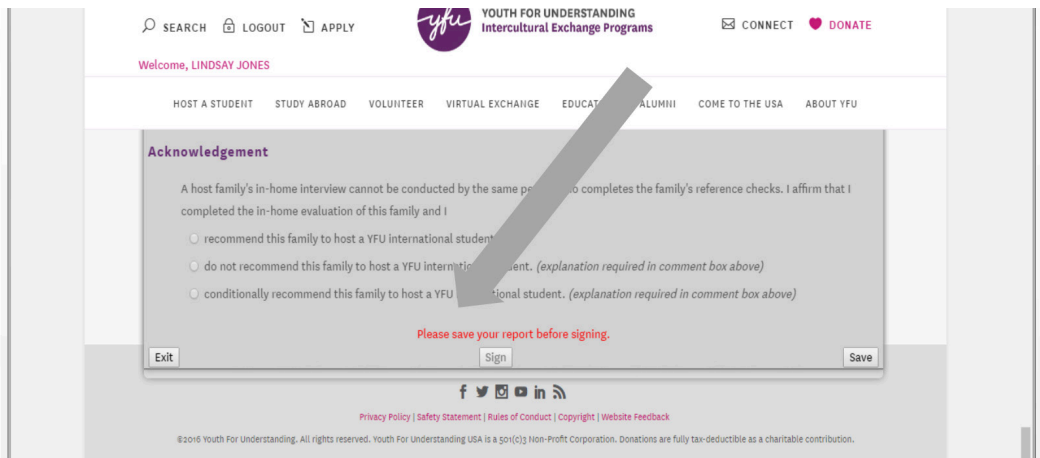 SEARCH LOGOUT APPLY
yfu
YOUTH FOR UNDERSTANDING
Intercultural Exchange Programs
CONNECT DONATE
Welcome, LINDSAY JONES
HOST A STUDENT STUDY ABROAD VOLUNTEER VIRTUAL EXCHANGE ALUMNI COME TO THE USA ABOUT YFU
Acknowledgement
A host family's in-home interview cannot be conducted by the same completes the family's reference checks. I affirm that I
completed the in-home evaluation of this family and I
recommend this family to host a YFU international student
do not recommend this family to host a YFU international student. (explanation required in comment box above)
conditionally recommend this family to host a YFU international student. (explanation required in comment box above)
Please save your report before signing.
Exit Sign Save
Privacy Policy | Safety Statement | Rules of Conduct | Copyright | Website Feedback
©2016 Youth For Understanding. All rights reserved. Youth For Understanding USA is a 501(c)3 Non-Profit Corporation. Donations are fully tax-deductible as a charitable contribution.